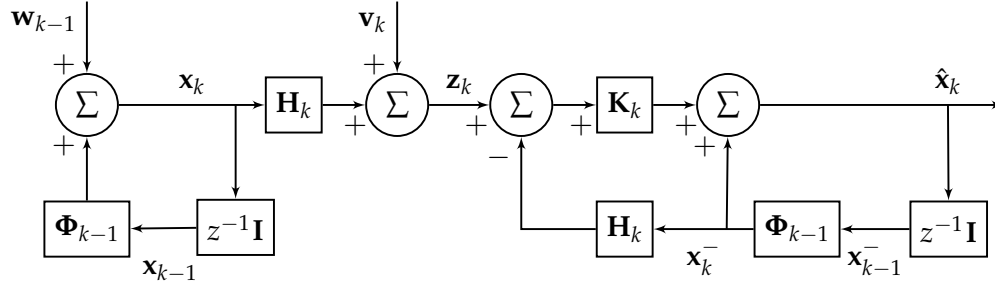 w_{k−1}
v_k
+
+
x_k
z_k
x̂_k
Σ
H_k
Σ
Σ
K_k
Σ
+
+
+
+
+
−
+
Φ_{k−1}
z^{−1}I
H_k
Φ_{k−1}
z^{−1}I
x_{k−1}
x_k^−
x_{k−1}^−